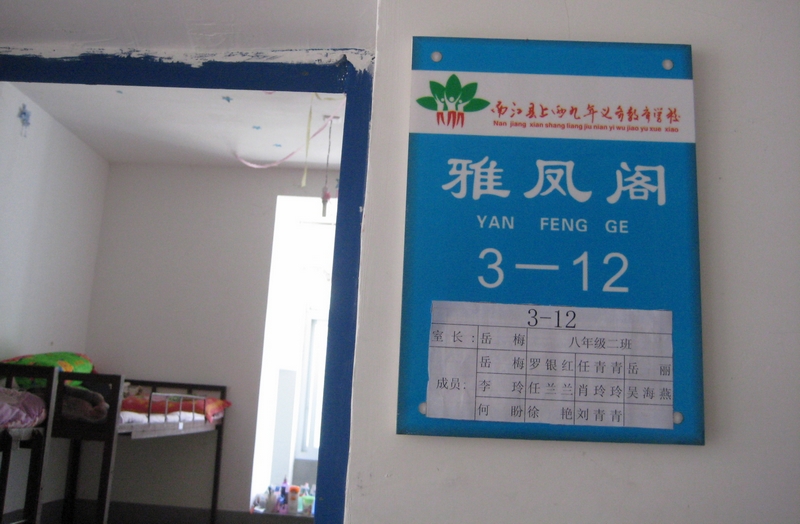 南江县上两九年义务教育学校
Nan jiang xian shang liang jiu nian yi wu jiao yu xue xiao
雅凤阁
YAN FENG GE
3－12
3-12
室长: 岳梅 八年级二班
成员: 岳梅 罗银红 任青青 岳丽
李玲 任兰兰 肖玲玲 吴海燕
何盼 徐艳 刘青青